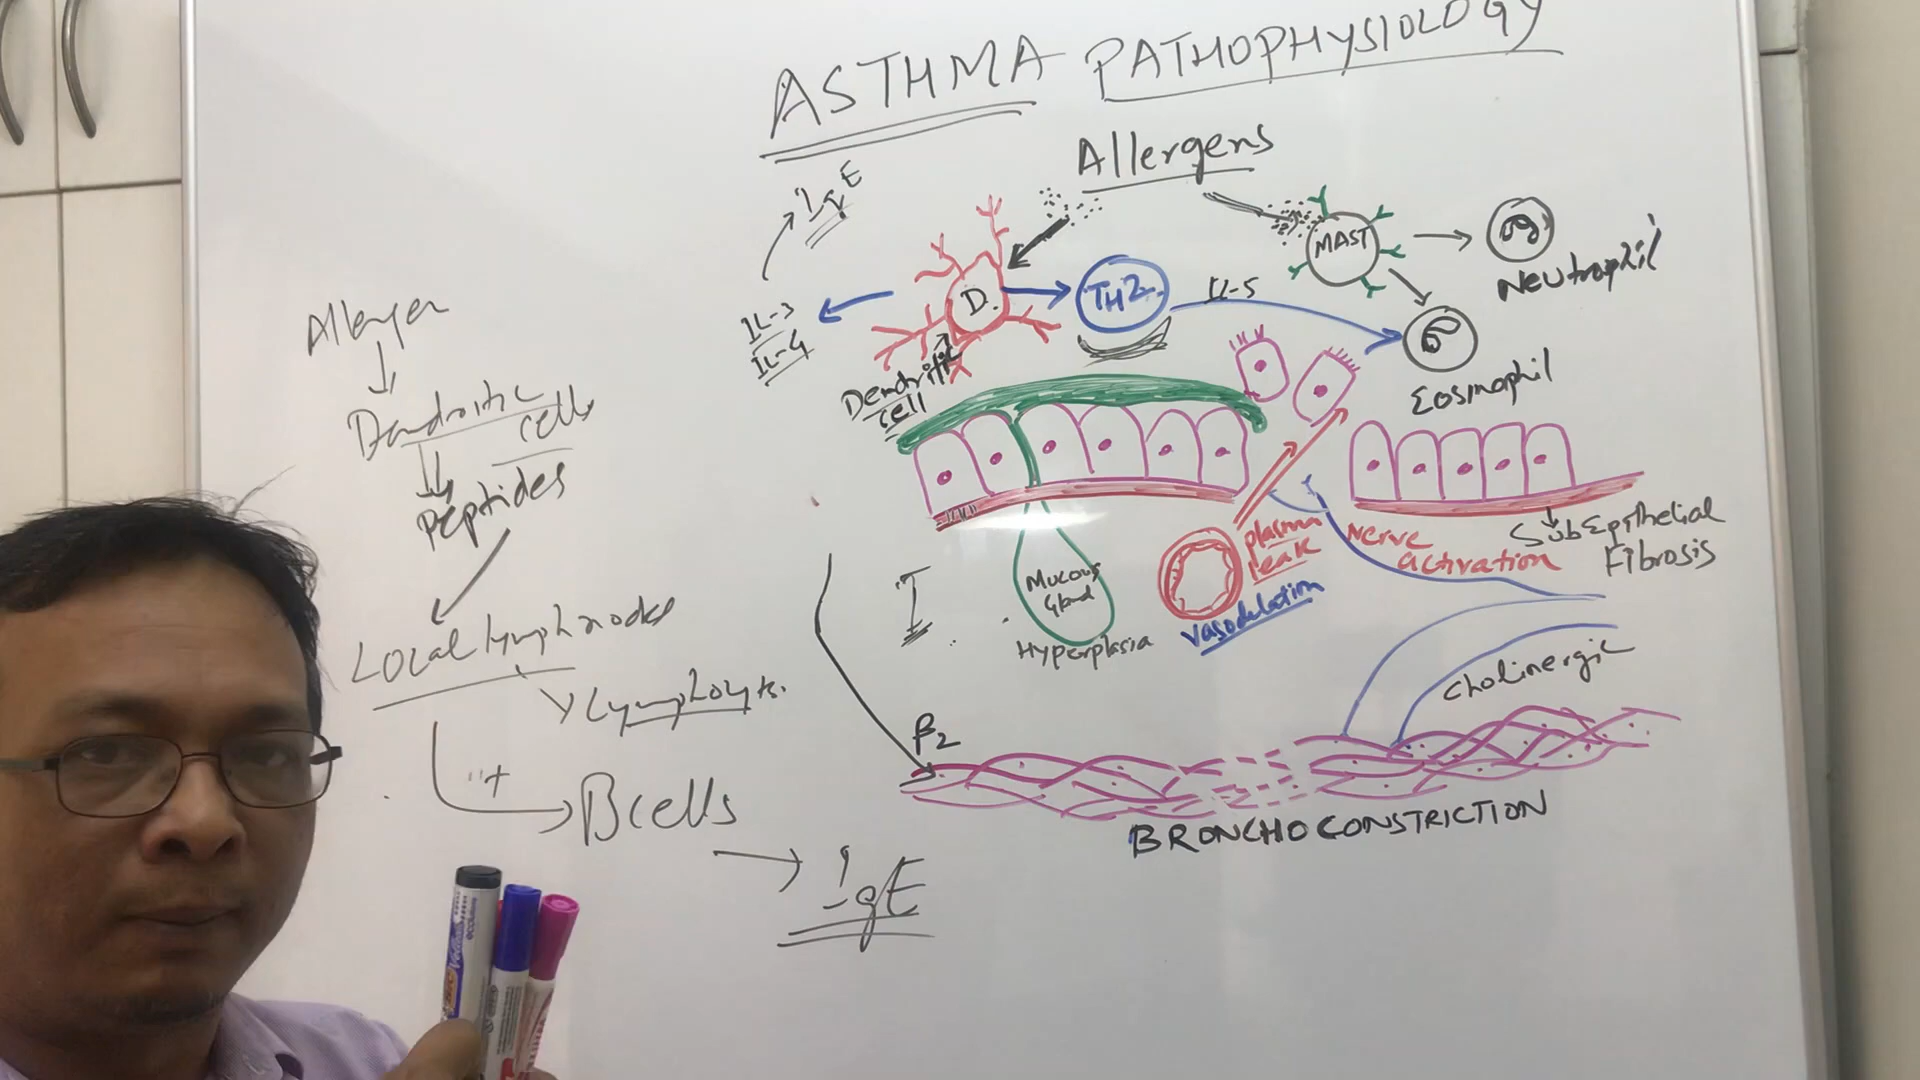 ASTHMA PATHOPHYSIOLOGY
Allergens
IgE
MAST
Neutrophil
D.
TH2
IL-5
IL-3
IL-4
Eosinophil
Dendritic
cell
Allergen
Dendritic
cells
Peptides
Local lymph nodes
Lymphocyts.
"+
B cells
IgE
I
Mucous
Gland
Hyperplasia
plasma
leak
vasodilation
Nerve
activation
SubEpithelial
Fibrosis
cholinergic
β2
BRONCHOCONSTRICTION